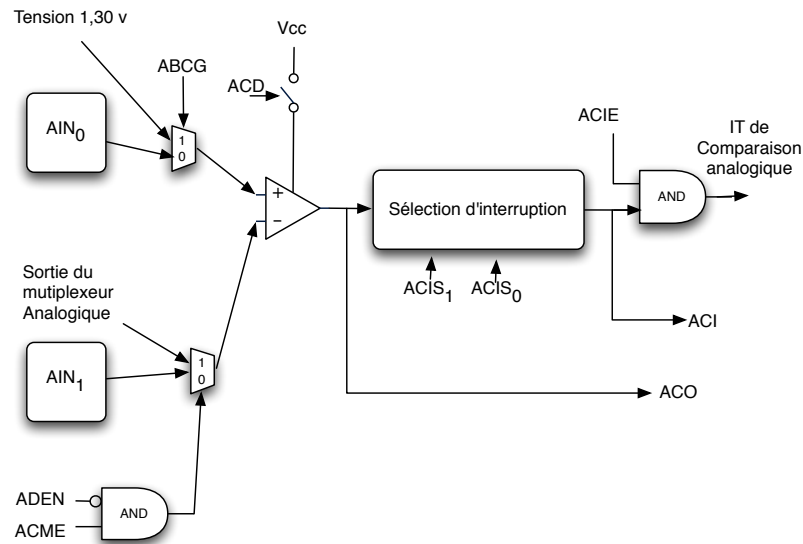 Tension 1,30 v
Vcc
ABCG
ACD
AIN0
1
0
ACIE
IT de
Comparaison
analogique
AND
+
-
Sélection d'interruption
ACIS1
ACIS0
Sortie du
mutiplexeur
Analogique
ACI
1
0
AIN1
ACO
ADEN
ACME
AND